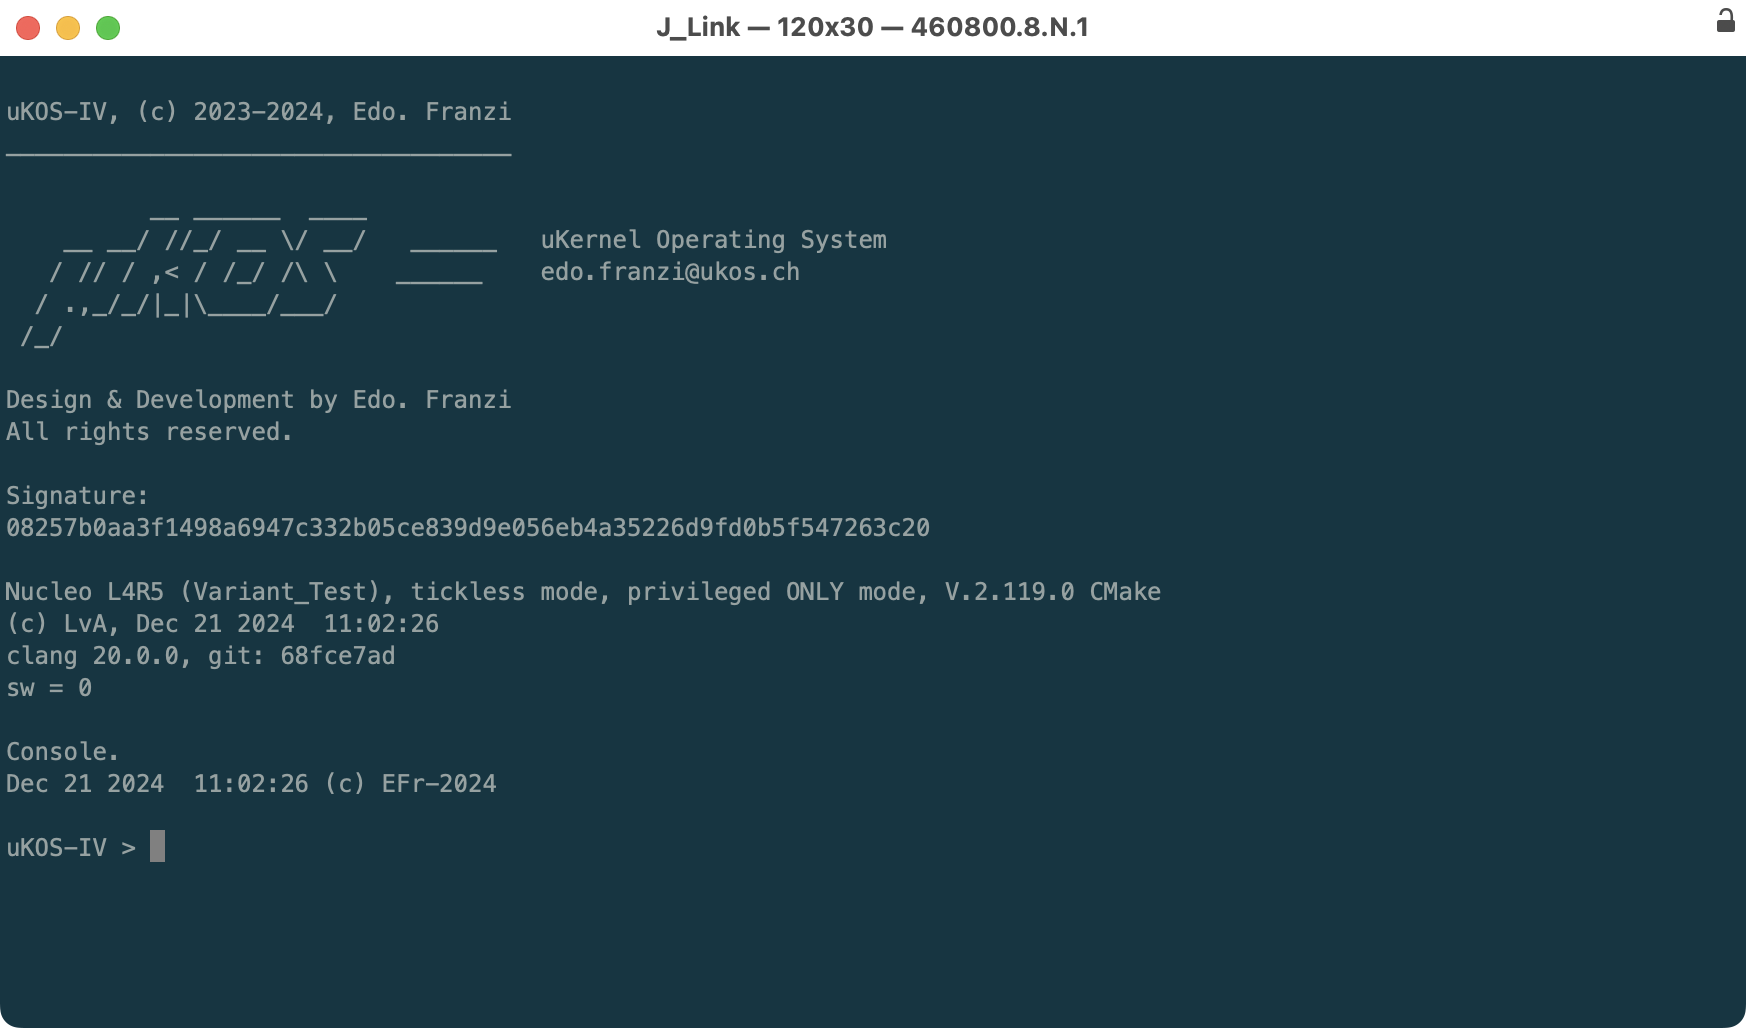 J_Link — 120x30 — 460800.8.N.1
uKOS-IV, (c) 2023-2024, Edo. Franzi
___________________________________
          __ ______  ____
    __ __/ //_/ __ \/ __/   ______   uKernel Operating System
   / // / ,< / /_/ /\ \    ______    edo.franzi@ukos.ch
  / .,_/_/|_|\____/___/
 /_/
Design & Development by Edo. Franzi
All rights reserved.
Signature:
08257b0aa3f1498a6947c332b05ce839d9e056eb4a35226d9fd0b5f547263c20
Nucleo L4R5 (Variant_Test), tickless mode, privileged ONLY mode, V.2.119.0 CMake
(c) LvA, Dec 21 2024  11:02:26
clang 20.0.0, git: 68fce7ad
sw = 0
Console.
Dec 21 2024  11:02:26 (c) EFr-2024
uKOS-IV >